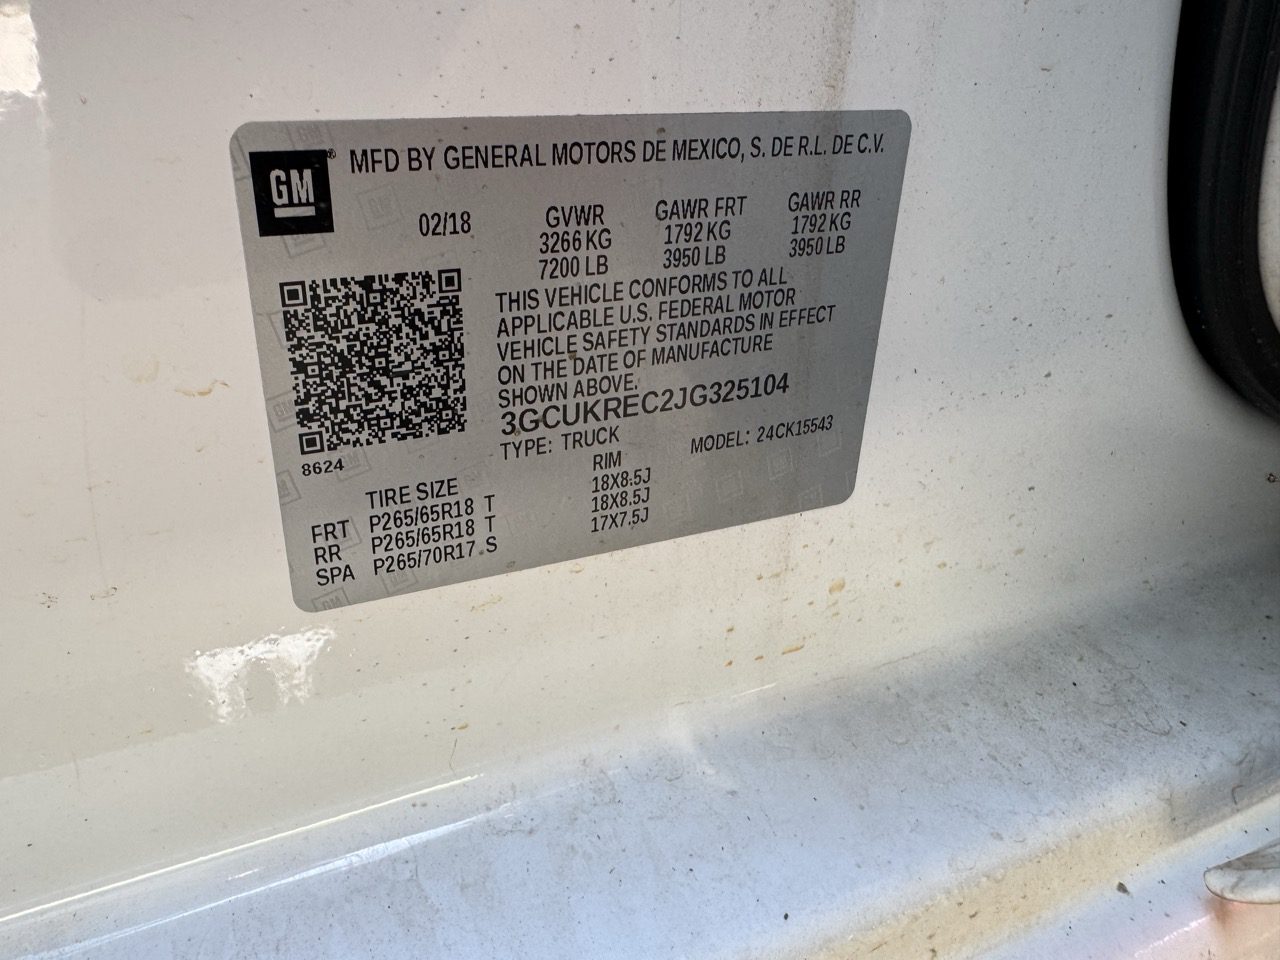 GM
MFD BY GENERAL MOTORS DE MEXICO, S. DE R.L. DE C.V.
02/18
GVWR
3266 KG
7200 LB
GAWR FRT
1792 KG
3950 LB
GAWR RR
1792 KG
3950 LB
THIS VEHICLE CONFORMS TO ALL
APPLICABLE U.S. FEDERAL MOTOR
VEHICLE SAFETY STANDARDS IN EFFECT
ON THE DATE OF MANUFACTURE
SHOWN ABOVE.
3GCUKREC2JG325104
TYPE: TRUCK MODEL: 24CK15543
8624
TIRE SIZE RIM
FRT P265/65R18 T 18X8.5J
RR P265/65R18 T 18X8.5J
SPA P265/70R17 S 17X7.5J